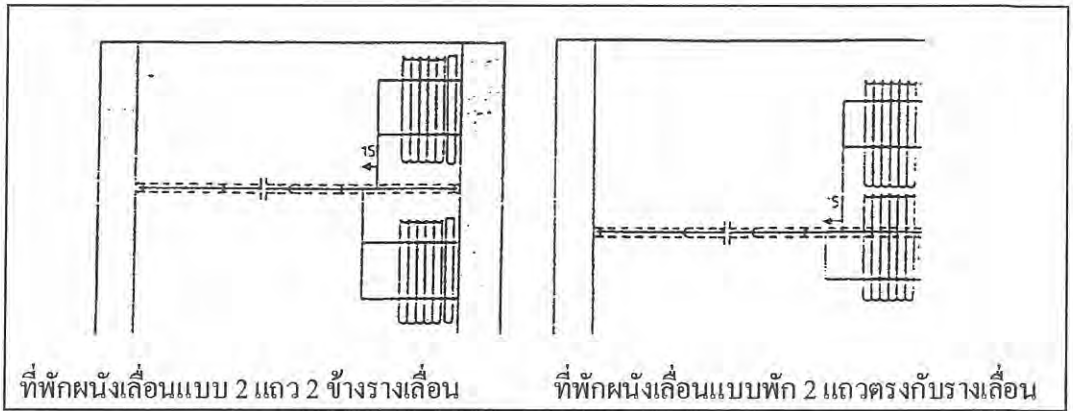 SL
SL
ที่พักผนังเลื่อนแบบ 2 แถว 2 ข้างรางเลื่อน
ที่พักผนังเลื่อนแบบพัก 2 แถวตรงกับรางเลื่อน